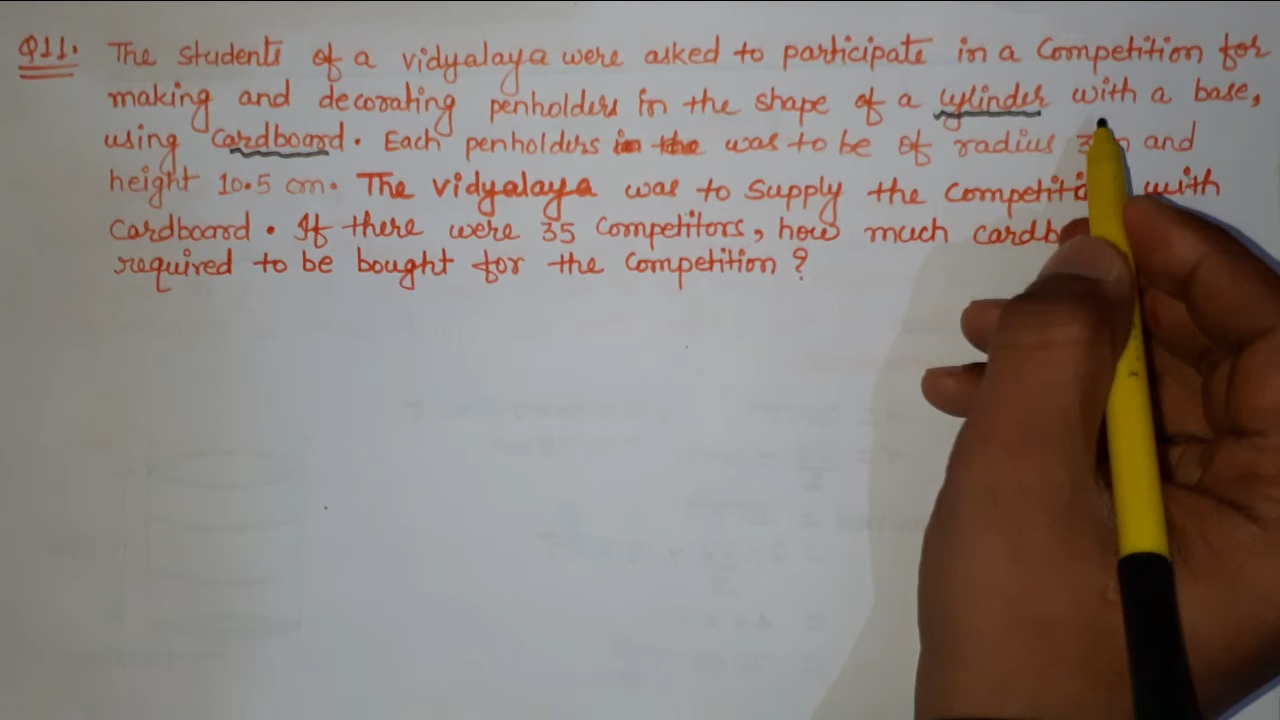 Q11. The students of a vidyalaya were asked to participate in a Competition for
making and decorating penholders in the shape of a cylinder with a base,
using cardboard. Each penholders in the was to be of radius and
height 10.5 cm. The vidyalaya was to supply the with
cardboard. If there were 35 Competitors, how much
required to be bought for the Competition ?